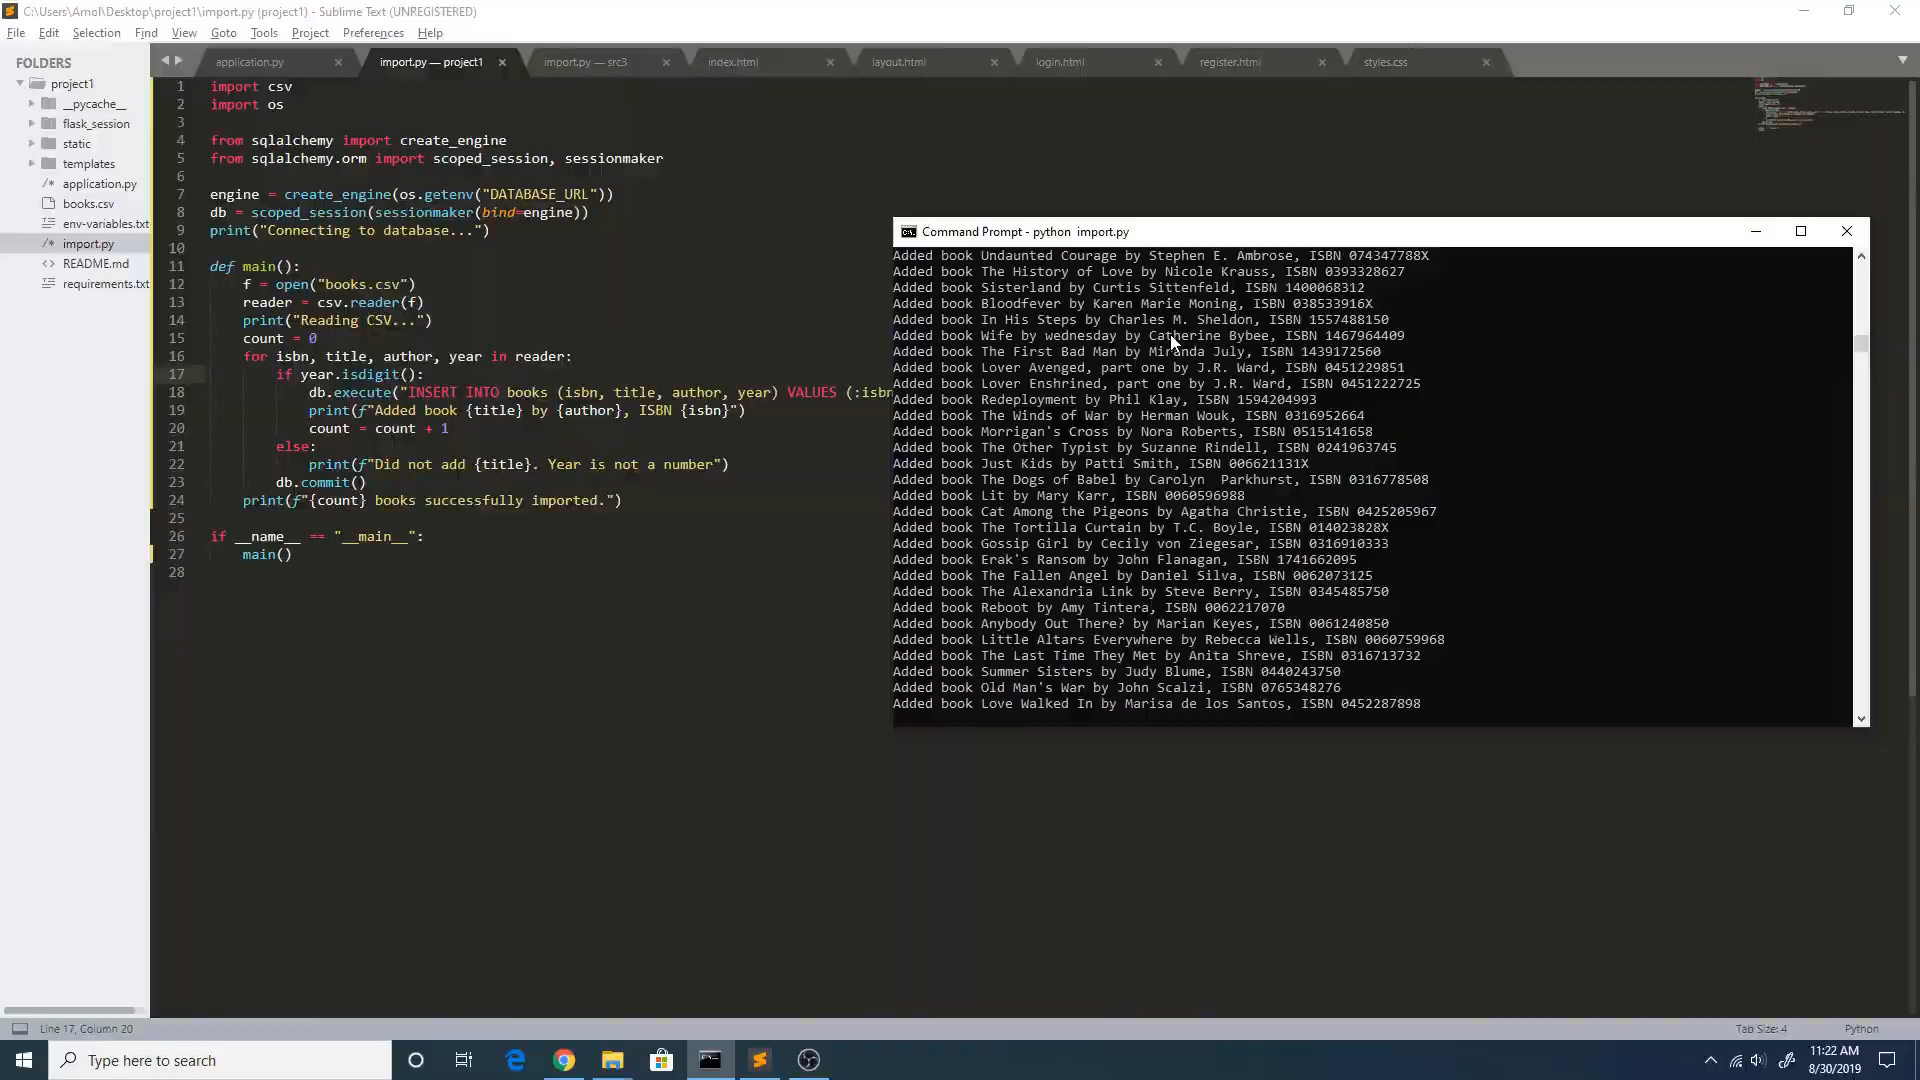 C:\Users\Amol\Desktop\project1\import.py (project1) - Sublime Text (UNREGISTERED)
File Edit Selection Find View Goto Tools Project Preferences Help
FOLDERS
project1
__pycache__
flask_session
static
templates
application.py
books.csv
env-variables.txt
import.py
README.md
requirements.txt
application.py
import.py — project1
import.py — src3
index.html
layout.html
login.html
register.html
styles.css
1 import csv
2 import os
3
4 from sqlalchemy import create_engine
5 from sqlalchemy.orm import scoped_session, sessionmaker
6
7 engine = create_engine(os.getenv("DATABASE_URL"))
8 db = scoped_session(sessionmaker(bind=engine))
9 print("Connecting to database...")
10
11 def main():
12 f = open("books.csv")
13 reader = csv.reader(f)
14 print("Reading CSV...")
15 count = 0
16 for isbn, title, author, year in reader:
17 if year.isdigit():
18 db.execute("INSERT INTO books (isbn, title, author, year) VALUES (:isbn
19 print(f"Added book {title} by {author}, ISBN {isbn}")
20 count = count + 1
21 else:
22 print(f"Did not add {title}. Year is not a number")
23 db.commit()
24 print(f"{count} books successfully imported.")
25
26 if __name__ == "__main__":
27 main()
28
Command Prompt - python  import.py
Added book Undaunted Courage by Stephen E. Ambrose, ISBN 074347788X
Added book The History of Love by Nicole Krauss, ISBN 0393328627
Added book Sisterland by Curtis Sittenfeld, ISBN 1400068312
Added book Bloodfever by Karen Marie Moning, ISBN 038533916X
Added book In His Steps by Charles M. Sheldon, ISBN 1557488150
Added book Wife by wednesday by Catherine Bybee, ISBN 1467964409
Added book The First Bad Man by Miranda July, ISBN 1439172560
Added book Lover Avenged, part one by J.R. Ward, ISBN 0451229851
Added book Lover Enshrined, part one by J.R. Ward, ISBN 0451222725
Added book Redeployment by Phil Klay, ISBN 1594204993
Added book The Winds of War by Herman Wouk, ISBN 0316952664
Added book Morrigan's Cross by Nora Roberts, ISBN 0515141658
Added book The Other Typist by Suzanne Rindell, ISBN 0241963745
Added book Just Kids by Patti Smith, ISBN 006621131X
Added book The Dogs of Babel by Carolyn  Parkhurst, ISBN 0316778508
Added book Lit by Mary Karr, ISBN 0060596988
Added book Cat Among the Pigeons by Agatha Christie, ISBN 0425205967
Added book The Tortilla Curtain by T.C. Boyle, ISBN 014023828X
Added book Gossip Girl by Cecily von Ziegesar, ISBN 0316910333
Added book Erak's Ransom by John Flanagan, ISBN 1741662095
Added book The Fallen Angel by Daniel Silva, ISBN 0062073125
Added book The Alexandria Link by Steve Berry, ISBN 0345485750
Added book Reboot by Amy Tintera, ISBN 0062217070
Added book Anybody Out There? by Marian Keyes, ISBN 0061240850
Added book Little Altars Everywhere by Rebecca Wells, ISBN 0060759968
Added book The Last Time They Met by Anita Shreve, ISBN 0316713732
Added book Summer Sisters by Judy Blume, ISBN 0440243750
Added book Old Man's War by John Scalzi, ISBN 0765348276
Added book Love Walked In by Marisa de los Santos, ISBN 0452287898
Line 17, Column 20
Tab Size: 4
Python
Type here to search
11:22 AM
8/30/2019